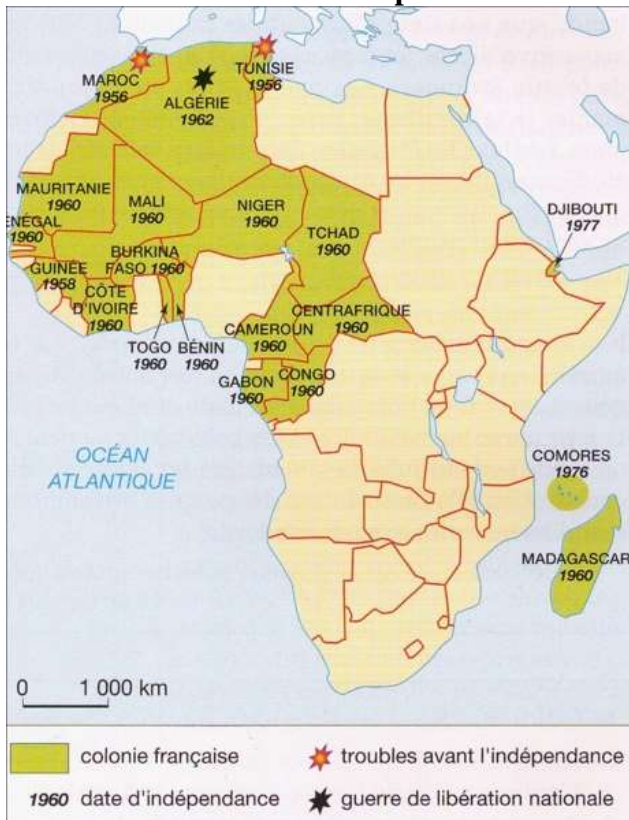 MAROC
1956
TUNISIE
1956
ALGÉRIE
1962
MAURITANIE
1960
MALI
1960
NIGER
1960
TCHAD
1960
DJIBOUTI
1977
ÉNÉGAL
1960
GUINÉE
1958
BURKINA
FASO 1960
CÔTE
D'IVOIRE
1960
TOGO
1960
BÉNIN
1960
CAMEROUN
1960
CENTRAFRIQUE
1960
GABON
1960
CONGO
1960
OCÉAN
ATLANTIQUE
COMORES
1976
MADAGASCAR
1960
0 1 000 km
colonie française
troubles avant l'indépendance
1960 date d'indépendance
guerre de libération nationale